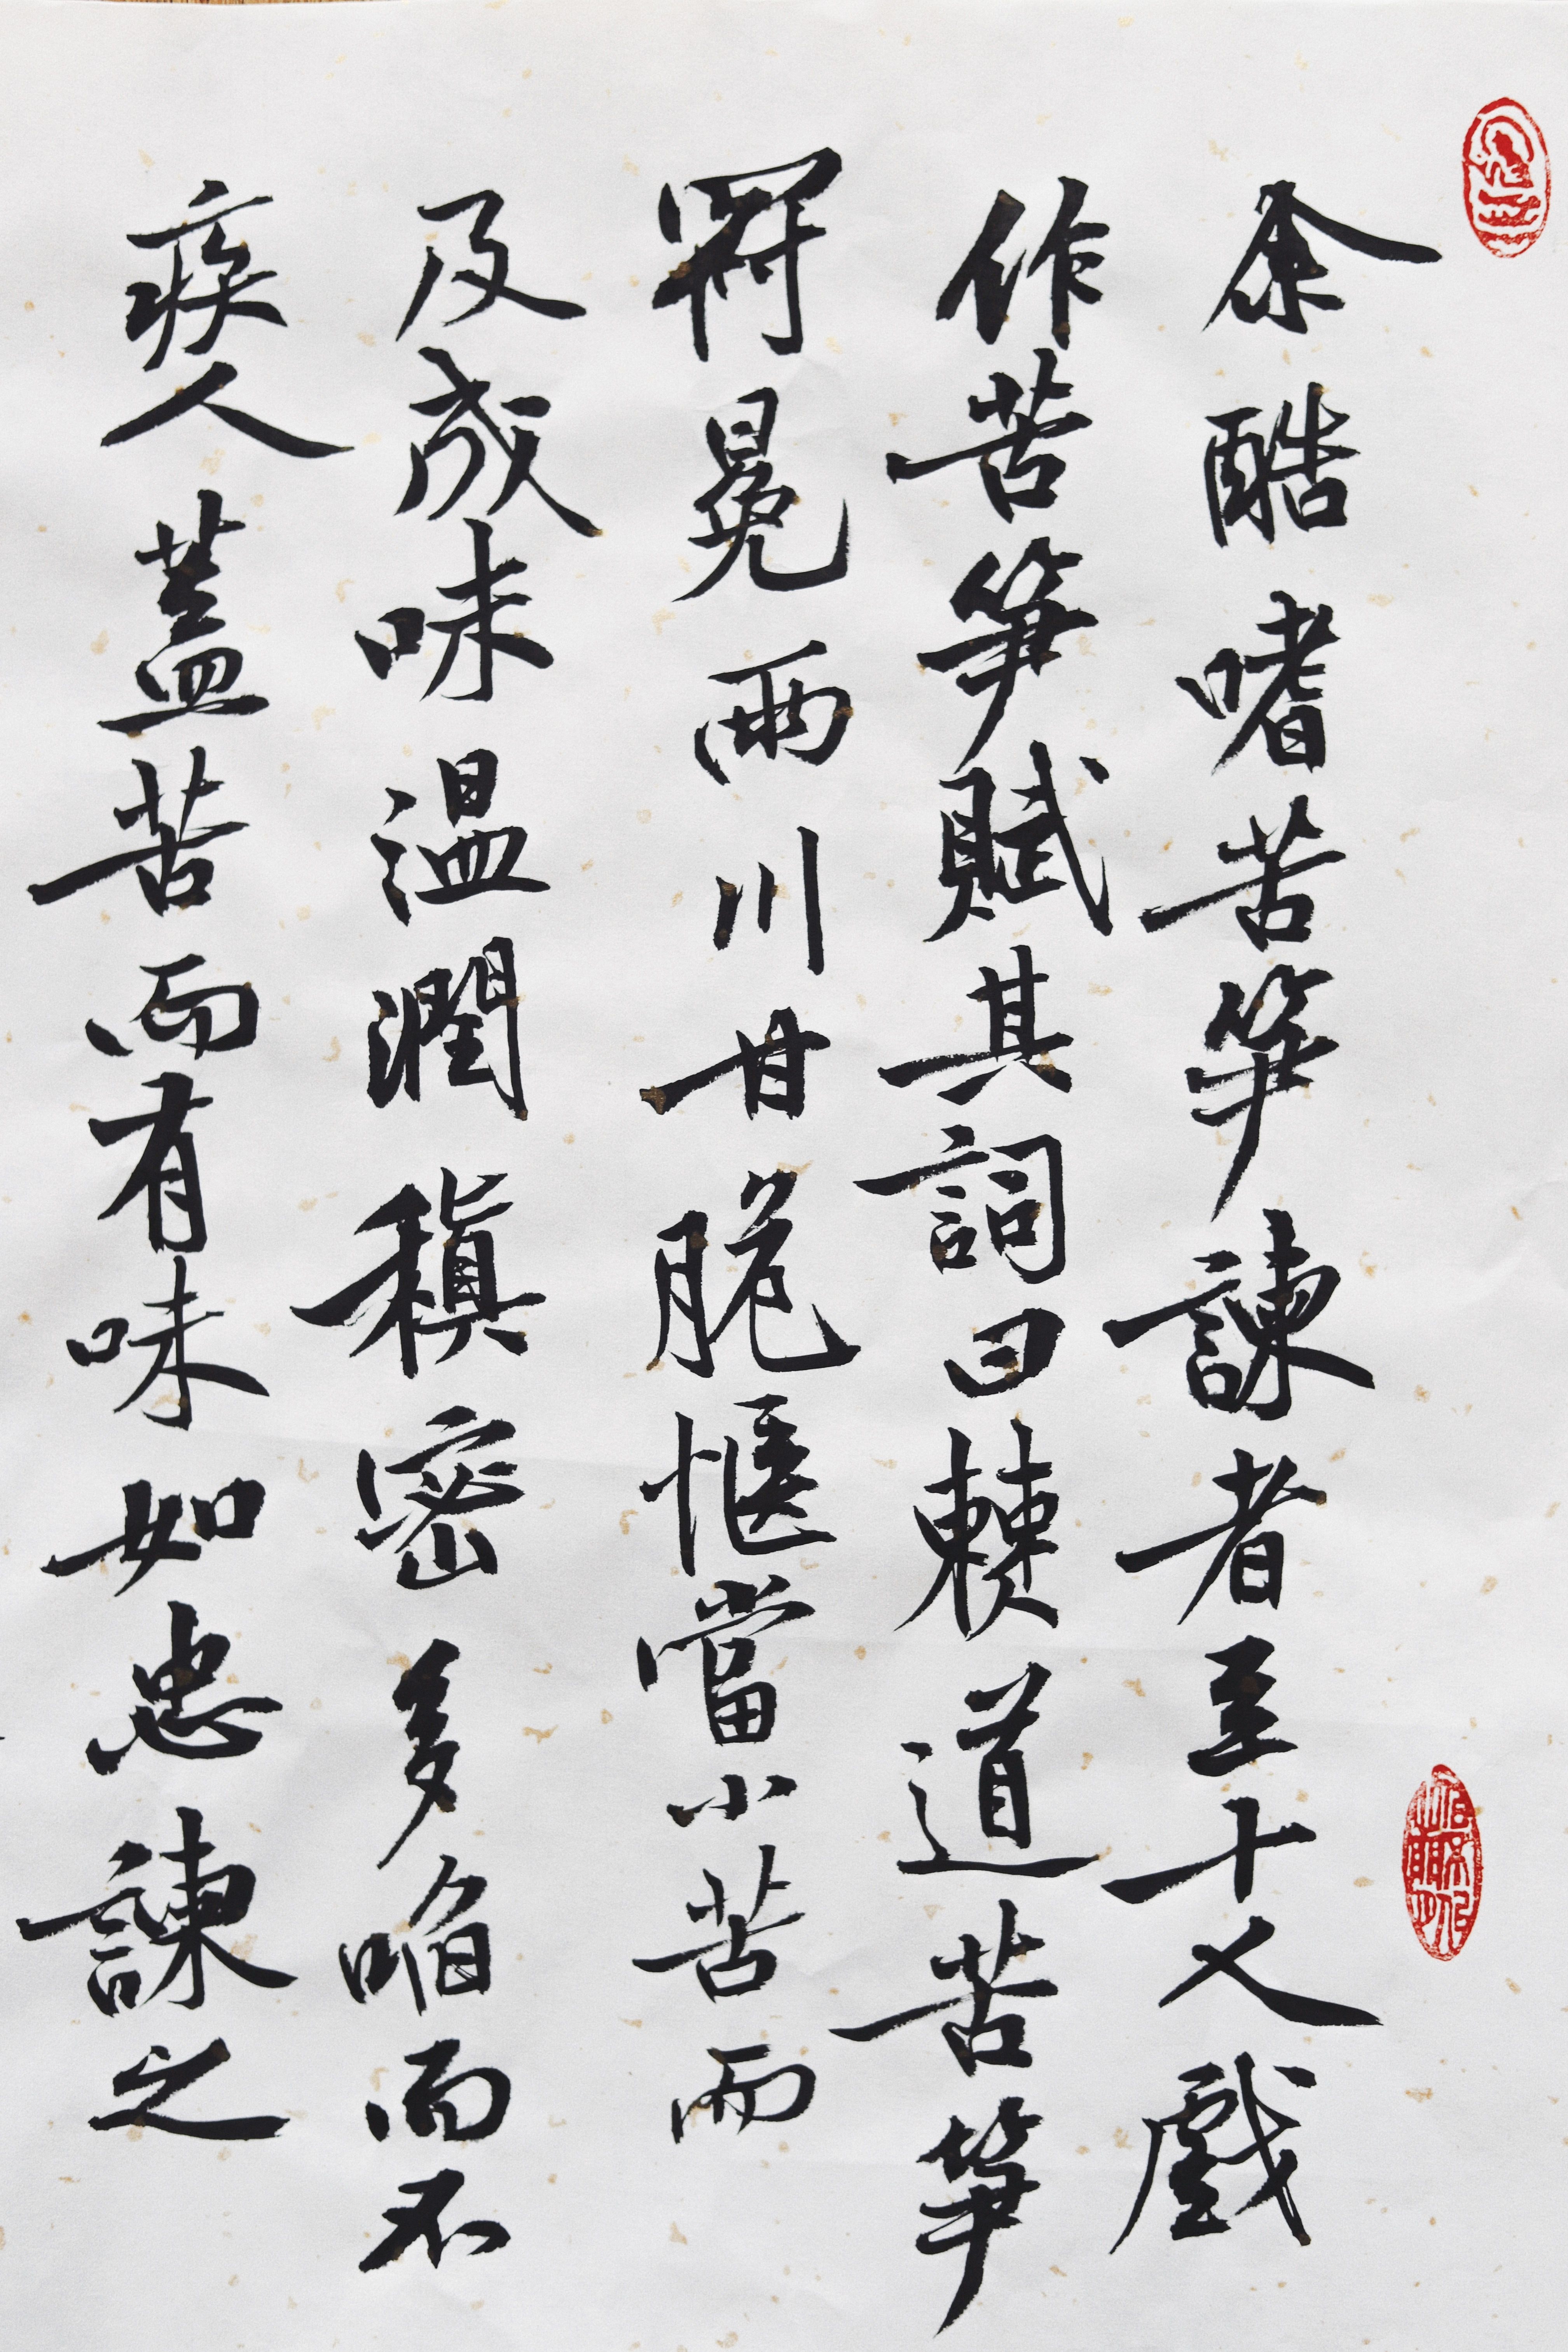 余酷嗜苦筍諫者至十人戲
作苦筍賦其詞曰僰道苦筍
冠冕兩川甘脆愜當小苦而
反成味溫潤稹密多啗而不
疾人蓋苦而有味如忠諫之